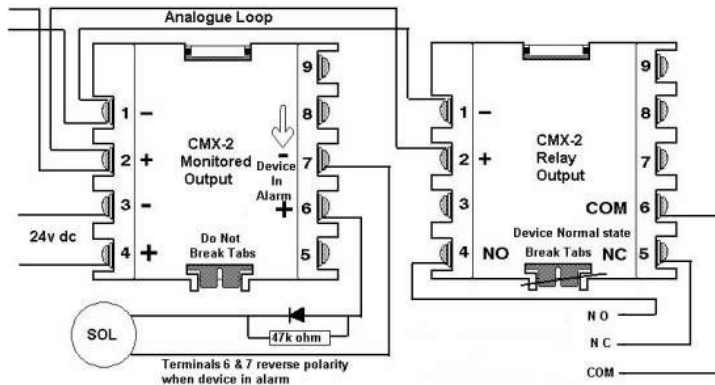 Analogue Loop
1 –
2 +
3 -
4 +
24v dc
CMX-2
Monitored
Output
-
Device
In
Alarm
+
9
8
7
6
5
Do Not
Break Tabs
SOL
47k ohm
Terminals 6 & 7 reverse polarity
when device in alarm
1 –
2 +
3
4 NO
CMX-2
Relay
Output
9
8
7
COM 6
Device Normal state
Break Tabs
NC 5
N O
N C
COM